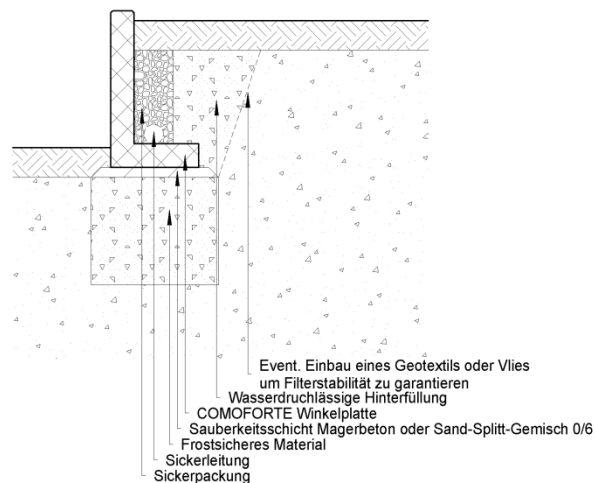 Event. Einbau eines Geotextils oder Vlies
um Filterstabilität zu garantieren
Wasserdruchlässige Hinterfüllung
COMOFORTE Winkelplatte
Sauberkeitsschicht Magerbeton oder Sand-Splitt-Gemisch 0/6
Frostsicheres Material
Sickerleitung
Sickerpackung